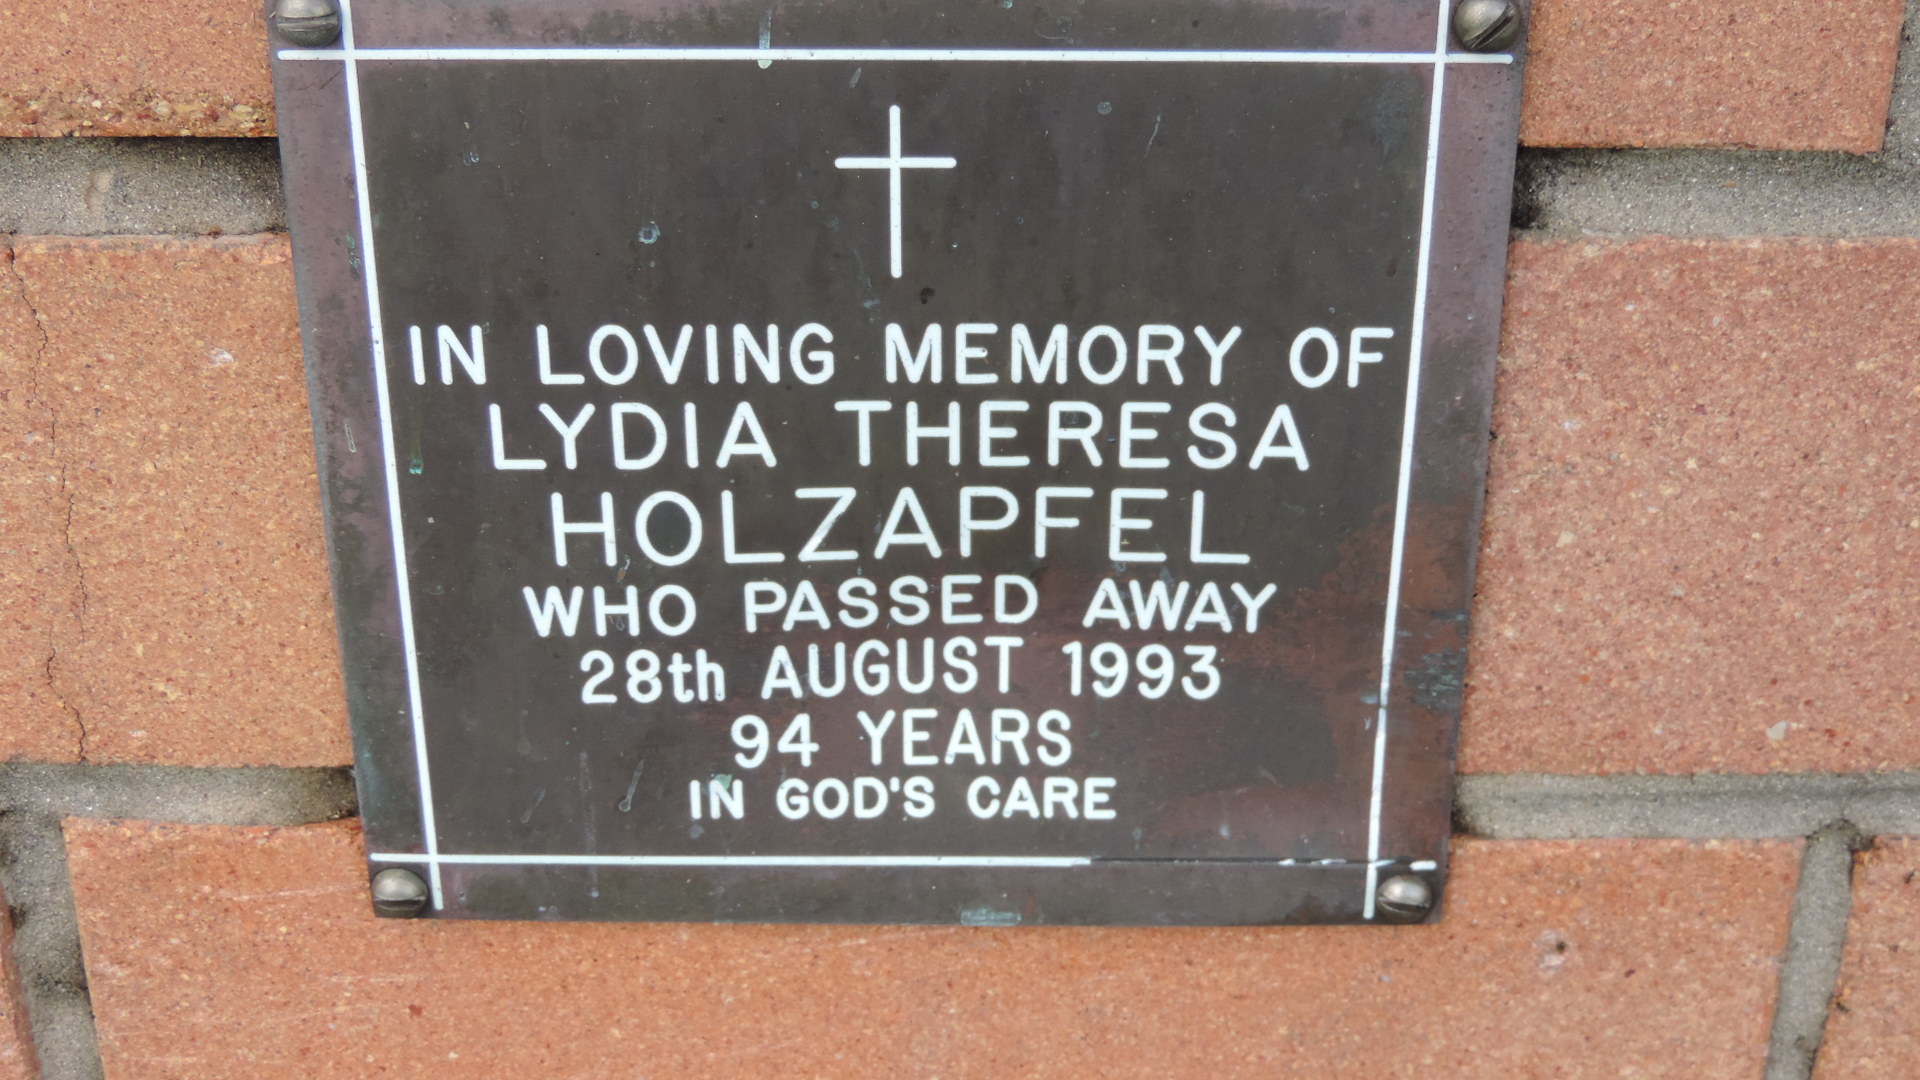 IN LOVING MEMORY OF
LYDIA THERESA
HOLZAPFEL
WHO PASSED AWAY
28th AUGUST 1993
94 YEARS
IN GOD'S CARE